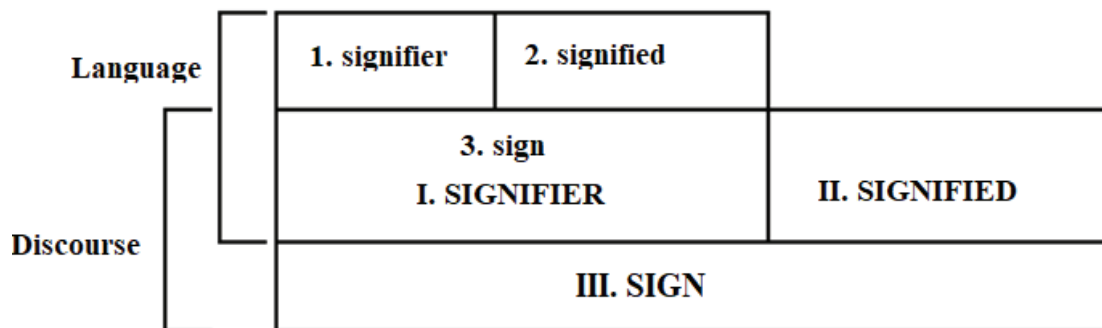 Language
1. signifier
2. signified
3. sign
I. SIGNIFIER
II. SIGNIFIED
Discourse
III. SIGN